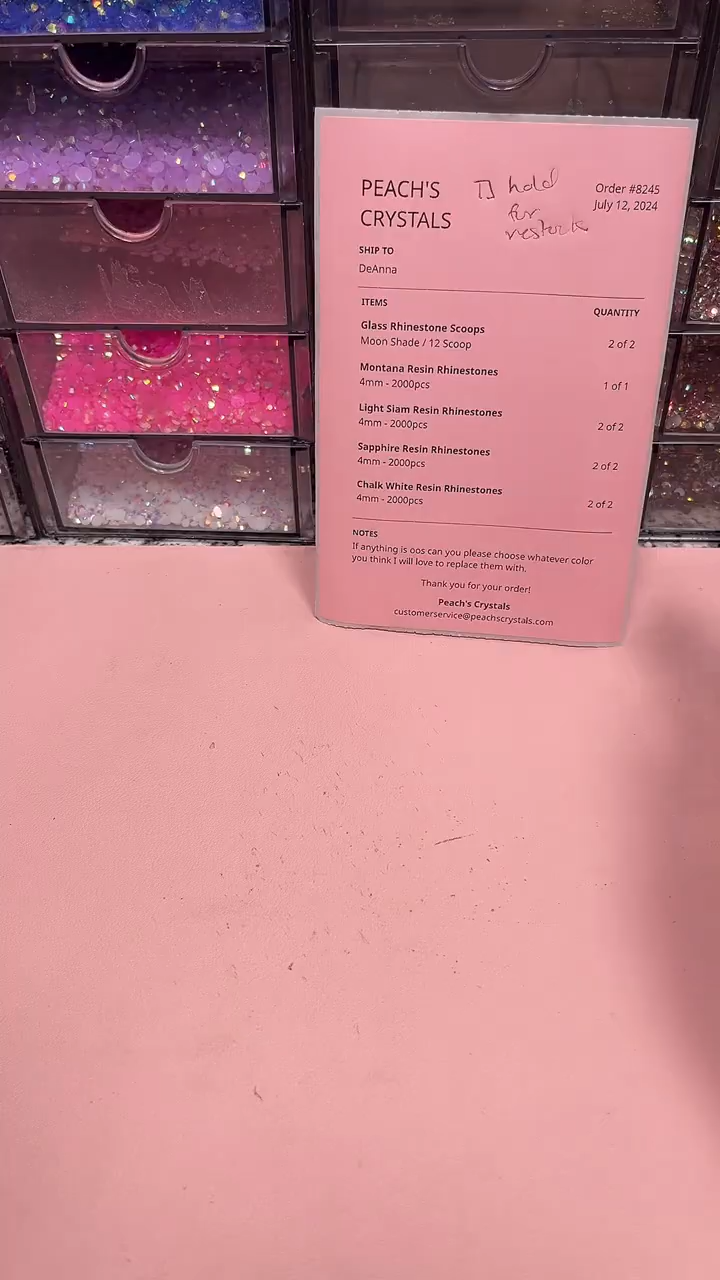 PEACH'S
CRYSTALS
hold
for
restock
Order #8245
July 12, 2024
SHIP TO
DeAnna
ITEMS
QUANTITY
Glass Rhinestone Scoops
Moon Shade / 12 Scoop
2 of 2
Montana Resin Rhinestones
4mm - 2000pcs
1 of 1
Light Siam Resin Rhinestones
4mm - 2000pcs
2 of 2
Sapphire Resin Rhinestones
4mm - 2000pcs
2 of 2
Chalk White Resin Rhinestones
4mm - 2000pcs
2 of 2
NOTES
If anything is oos can you please choose whatever color
you think I will love to replace them with.
Thank you for your order!
Peach's Crystals
customerservice@peachscrystals.com